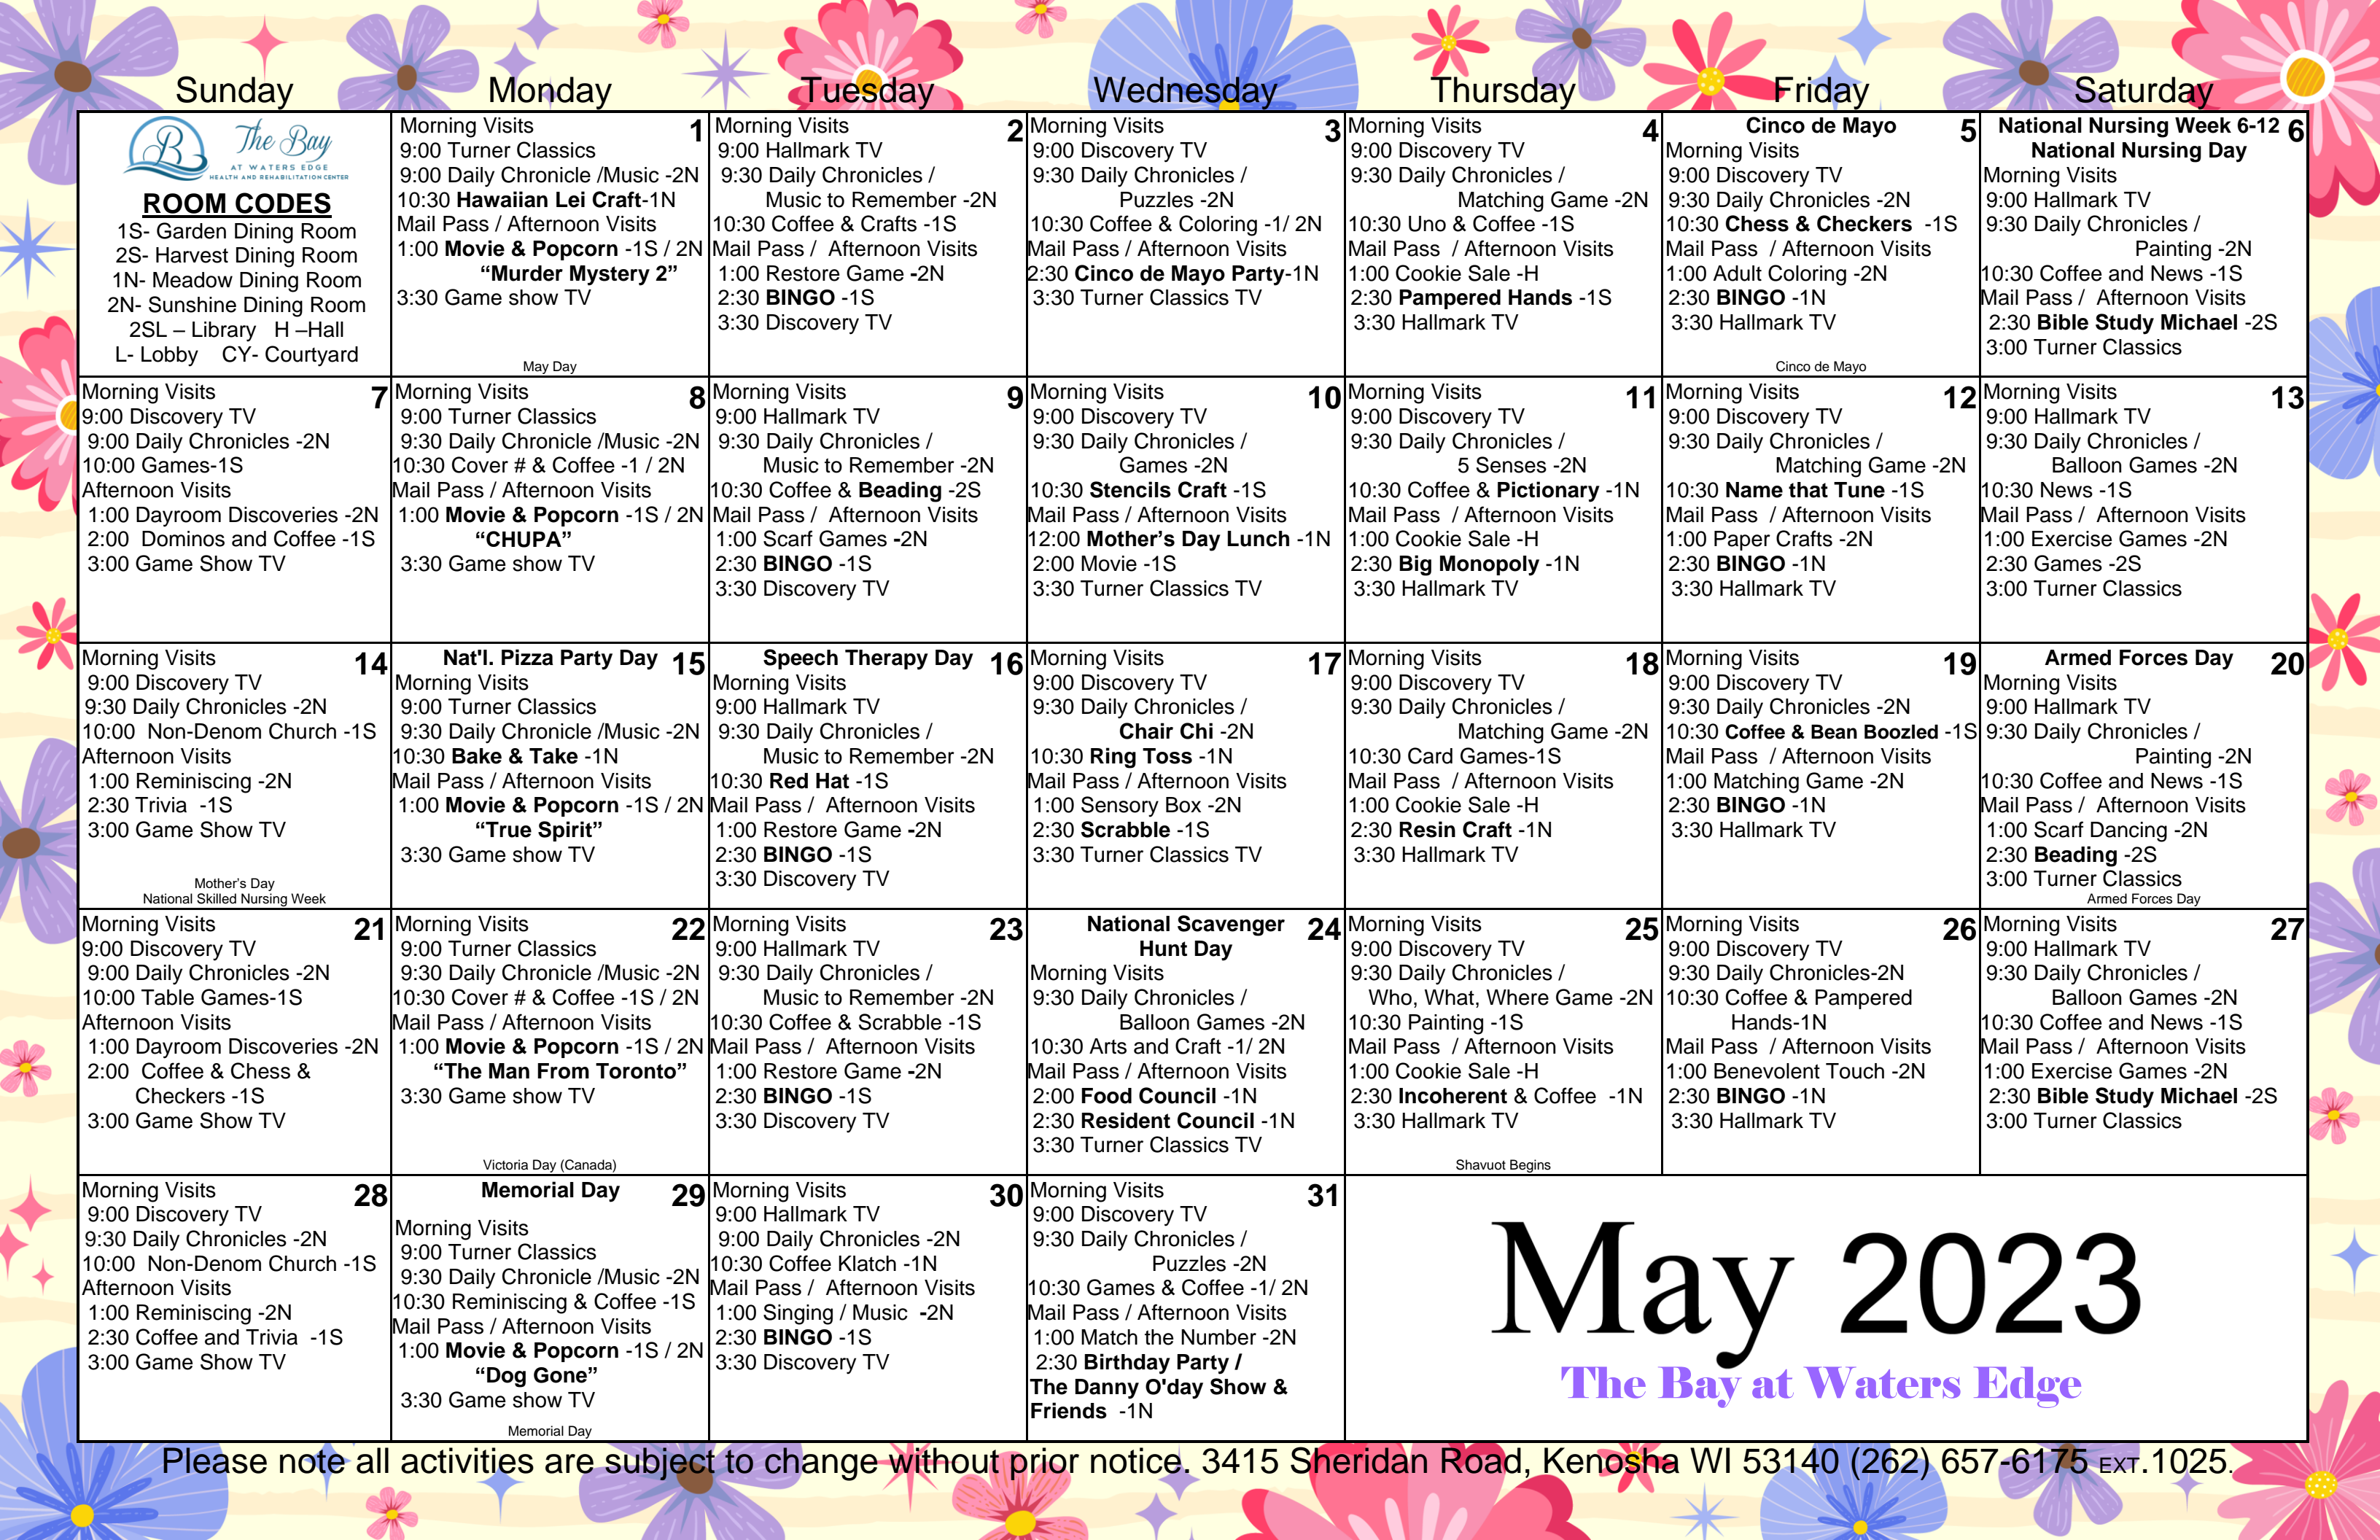 Sunday Monday Tuesday Wednesday Thursday Friday Saturday
B The Bay
AT WATERS EDGE
HEALTH AND REHABILITATION CENTER
ROOM CODES
1S- Garden Dining Room
2S- Harvest Dining Room
1N- Meadow Dining Room
2N- Sunshine Dining Room
2SL – Library H –Hall
L- Lobby CY- Courtyard
1
Morning Visits
9:00 Turner Classics
9:00 Daily Chronicle /Music -2N
10:30 Hawaiian Lei Craft-1N
Mail Pass / Afternoon Visits
1:00 Movie & Popcorn -1S / 2N
“Murder Mystery 2”
3:30 Game show TV
May Day
2
Morning Visits
9:00 Hallmark TV
9:30 Daily Chronicles /
Music to Remember -2N
10:30 Coffee & Crafts -1S
Mail Pass / Afternoon Visits
1:00 Restore Game -2N
2:30 BINGO -1S
3:30 Discovery TV
3
Morning Visits
9:00 Discovery TV
9:30 Daily Chronicles /
Puzzles -2N
10:30 Coffee & Coloring -1/ 2N
Mail Pass / Afternoon Visits
2:30 Cinco de Mayo Party-1N
3:30 Turner Classics TV
4
Morning Visits
9:00 Discovery TV
9:30 Daily Chronicles /
Matching Game -2N
10:30 Uno & Coffee -1S
Mail Pass / Afternoon Visits
1:00 Cookie Sale -H
2:30 Pampered Hands -1S
3:30 Hallmark TV
5
Cinco de Mayo
Morning Visits
9:00 Discovery TV
9:30 Daily Chronicles -2N
10:30 Chess & Checkers -1S
Mail Pass / Afternoon Visits
1:00 Adult Coloring -2N
2:30 BINGO -1N
3:30 Hallmark TV
Cinco de Mayo
6
National Nursing Week 6-12
National Nursing Day
Morning Visits
9:00 Hallmark TV
9:30 Daily Chronicles /
Painting -2N
10:30 Coffee and News -1S
Mail Pass / Afternoon Visits
2:30 Bible Study Michael -2S
3:00 Turner Classics
7
Morning Visits
9:00 Discovery TV
9:00 Daily Chronicles -2N
10:00 Games-1S
Afternoon Visits
1:00 Dayroom Discoveries -2N
2:00 Dominos and Coffee -1S
3:00 Game Show TV
8
Morning Visits
9:00 Turner Classics
9:30 Daily Chronicle /Music -2N
10:30 Cover # & Coffee -1 / 2N
Mail Pass / Afternoon Visits
1:00 Movie & Popcorn -1S / 2N
“CHUPA”
3:30 Game show TV
9
Morning Visits
9:00 Hallmark TV
9:30 Daily Chronicles /
Music to Remember -2N
10:30 Coffee & Beading -2S
Mail Pass / Afternoon Visits
1:00 Scarf Games -2N
2:30 BINGO -1S
3:30 Discovery TV
10
Morning Visits
9:00 Discovery TV
9:30 Daily Chronicles /
Games -2N
10:30 Stencils Craft -1S
Mail Pass / Afternoon Visits
12:00 Mother’s Day Lunch -1N
2:00 Movie -1S
3:30 Turner Classics TV
11
Morning Visits
9:00 Discovery TV
9:30 Daily Chronicles /
5 Senses -2N
10:30 Coffee & Pictionary -1N
Mail Pass / Afternoon Visits
1:00 Cookie Sale -H
2:30 Big Monopoly -1N
3:30 Hallmark TV
12
Morning Visits
9:00 Discovery TV
9:30 Daily Chronicles /
Matching Game -2N
10:30 Name that Tune -1S
Mail Pass / Afternoon Visits
1:00 Paper Crafts -2N
2:30 BINGO -1N
3:30 Hallmark TV
13
Morning Visits
9:00 Hallmark TV
9:30 Daily Chronicles /
Balloon Games -2N
10:30 News -1S
Mail Pass / Afternoon Visits
1:00 Exercise Games -2N
2:30 Games -2S
3:00 Turner Classics
14
Morning Visits
9:00 Discovery TV
9:30 Daily Chronicles -2N
10:00 Non-Denom Church -1S
Afternoon Visits
1:00 Reminiscing -2N
2:30 Trivia -1S
3:00 Game Show TV
Mother’s Day
National Skilled Nursing Week
15
Nat'l. Pizza Party Day
Morning Visits
9:00 Turner Classics
9:30 Daily Chronicle /Music -2N
10:30 Bake & Take -1N
Mail Pass / Afternoon Visits
1:00 Movie & Popcorn -1S / 2N
“True Spirit”
3:30 Game show TV
16
Speech Therapy Day
Morning Visits
9:00 Hallmark TV
9:30 Daily Chronicles /
Music to Remember -2N
10:30 Red Hat -1S
Mail Pass / Afternoon Visits
1:00 Restore Game -2N
2:30 BINGO -1S
3:30 Discovery TV
17
Morning Visits
9:00 Discovery TV
9:30 Daily Chronicles /
Chair Chi -2N
10:30 Ring Toss -1N
Mail Pass / Afternoon Visits
1:00 Sensory Box -2N
2:30 Scrabble -1S
3:30 Turner Classics TV
18
Morning Visits
9:00 Discovery TV
9:30 Daily Chronicles /
Matching Game -2N
10:30 Card Games-1S
Mail Pass / Afternoon Visits
1:00 Cookie Sale -H
2:30 Resin Craft -1N
3:30 Hallmark TV
19
Morning Visits
9:00 Discovery TV
9:30 Daily Chronicles -2N
10:30 Coffee & Bean Boozled -1S
Mail Pass / Afternoon Visits
1:00 Matching Game -2N
2:30 BINGO -1N
3:30 Hallmark TV
20
Armed Forces Day
Morning Visits
9:00 Hallmark TV
9:30 Daily Chronicles /
Painting -2N
10:30 Coffee and News -1S
Mail Pass / Afternoon Visits
1:00 Scarf Dancing -2N
2:30 Beading -2S
3:00 Turner Classics
Armed Forces Day
21
Morning Visits
9:00 Discovery TV
9:00 Daily Chronicles -2N
10:00 Table Games-1S
Afternoon Visits
1:00 Dayroom Discoveries -2N
2:00 Coffee & Chess &
Checkers -1S
3:00 Game Show TV
22
Morning Visits
9:00 Turner Classics
9:30 Daily Chronicle /Music -2N
10:30 Cover # & Coffee -1S / 2N
Mail Pass / Afternoon Visits
1:00 Movie & Popcorn -1S / 2N
“The Man From Toronto”
3:30 Game show TV
Victoria Day (Canada)
23
Morning Visits
9:00 Hallmark TV
9:30 Daily Chronicles /
Music to Remember -2N
10:30 Coffee & Scrabble -1S
Mail Pass / Afternoon Visits
1:00 Restore Game -2N
2:30 BINGO -1S
3:30 Discovery TV
24
National Scavenger
Hunt Day
Morning Visits
9:30 Daily Chronicles /
Balloon Games -2N
10:30 Arts and Craft -1/ 2N
Mail Pass / Afternoon Visits
2:00 Food Council -1N
2:30 Resident Council -1N
3:30 Turner Classics TV
25
Morning Visits
9:00 Discovery TV
9:30 Daily Chronicles /
Who, What, Where Game -2N
10:30 Painting -1S
Mail Pass / Afternoon Visits
1:00 Cookie Sale -H
2:30 Incoherent & Coffee -1N
3:30 Hallmark TV
Shavuot Begins
26
Morning Visits
9:00 Discovery TV
9:30 Daily Chronicles-2N
10:30 Coffee & Pampered
Hands-1N
Mail Pass / Afternoon Visits
1:00 Benevolent Touch -2N
2:30 BINGO -1N
3:30 Hallmark TV
27
Morning Visits
9:00 Hallmark TV
9:30 Daily Chronicles /
Balloon Games -2N
10:30 Coffee and News -1S
Mail Pass / Afternoon Visits
1:00 Exercise Games -2N
2:30 Bible Study Michael -2S
3:00 Turner Classics
28
Morning Visits
9:00 Discovery TV
9:30 Daily Chronicles -2N
10:00 Non-Denom Church -1S
Afternoon Visits
1:00 Reminiscing -2N
2:30 Coffee and Trivia -1S
3:00 Game Show TV
29
Memorial Day
Morning Visits
9:00 Turner Classics
9:30 Daily Chronicle /Music -2N
10:30 Reminiscing & Coffee -1S
Mail Pass / Afternoon Visits
1:00 Movie & Popcorn -1S / 2N
“Dog Gone”
3:30 Game show TV
Memorial Day
30
Morning Visits
9:00 Hallmark TV
9:00 Daily Chronicles -2N
10:30 Coffee Klatch -1N
Mail Pass / Afternoon Visits
1:00 Singing / Music -2N
2:30 BINGO -1S
3:30 Discovery TV
31
Morning Visits
9:00 Discovery TV
9:30 Daily Chronicles /
Puzzles -2N
10:30 Games & Coffee -1/ 2N
Mail Pass / Afternoon Visits
1:00 Match the Number -2N
2:30 Birthday Party /
The Danny O'day Show &
Friends -1N
May 2023
The Bay at Waters Edge
Please note all activities are subject to change without prior notice. 3415 Sheridan Road, Kenosha WI 53140 (262) 657-6175 EXT.1025.